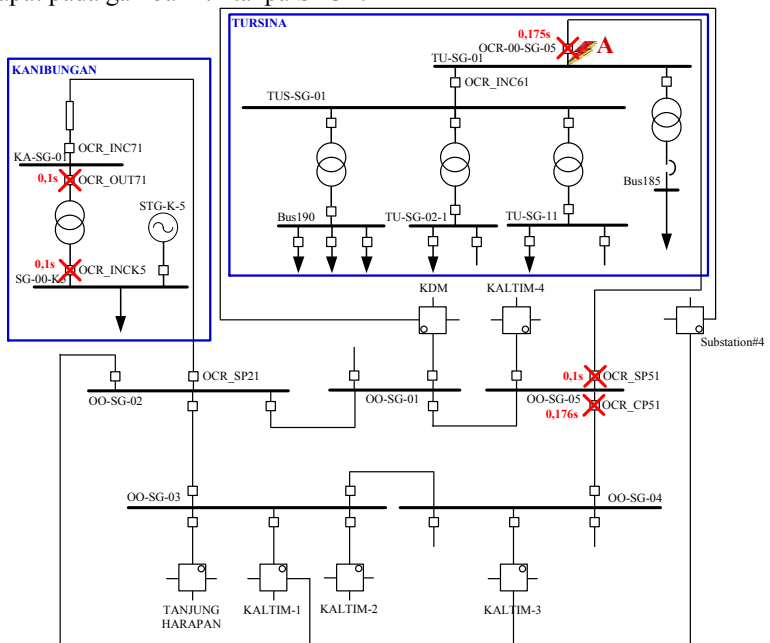 TURSINA
0,175s
OCR-00-SG-05
A
TU-SG-01
OCR_INC61
TUS-SG-01
Bus185
Bus190
TU-SG-02-1
TU-SG-11
KANIBUNGAN
OCR_INC71
KA-SG-01
0,1s
OCR_OUT71
STG-K-5
0,1s
OCR_INCK5
SG-00-K5
KDM
KALTIM-4
Substation#4
OCR_SP21
OO-SG-02
OO-SG-01
0,1s
OCR_SP51
OO-SG-05
OCR_CP51
0,176s
OO-SG-03
OO-SG-04
TANJUNG
HARAPAN
KALTIM-1
KALTIM-2
KALTIM-3